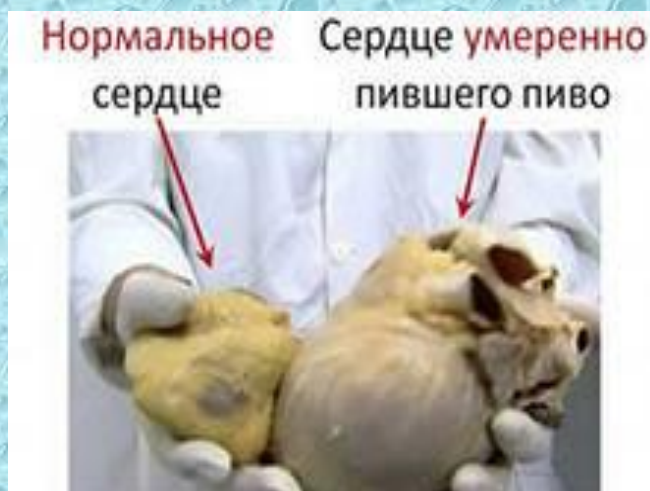 Нормальное
сердце
Сердце умеренно
пившего пиво